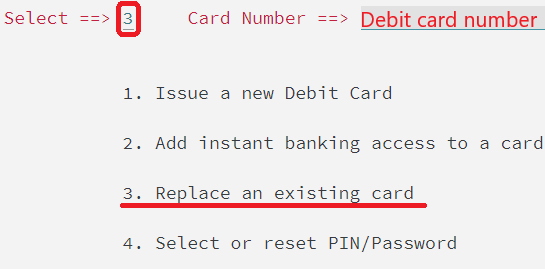 Select ==> 3 Card Number ==> Debit card number
1. Issue a new Debit Card
2. Add instant banking access to a card
3. Replace an existing card
4. Select or reset PIN/Password